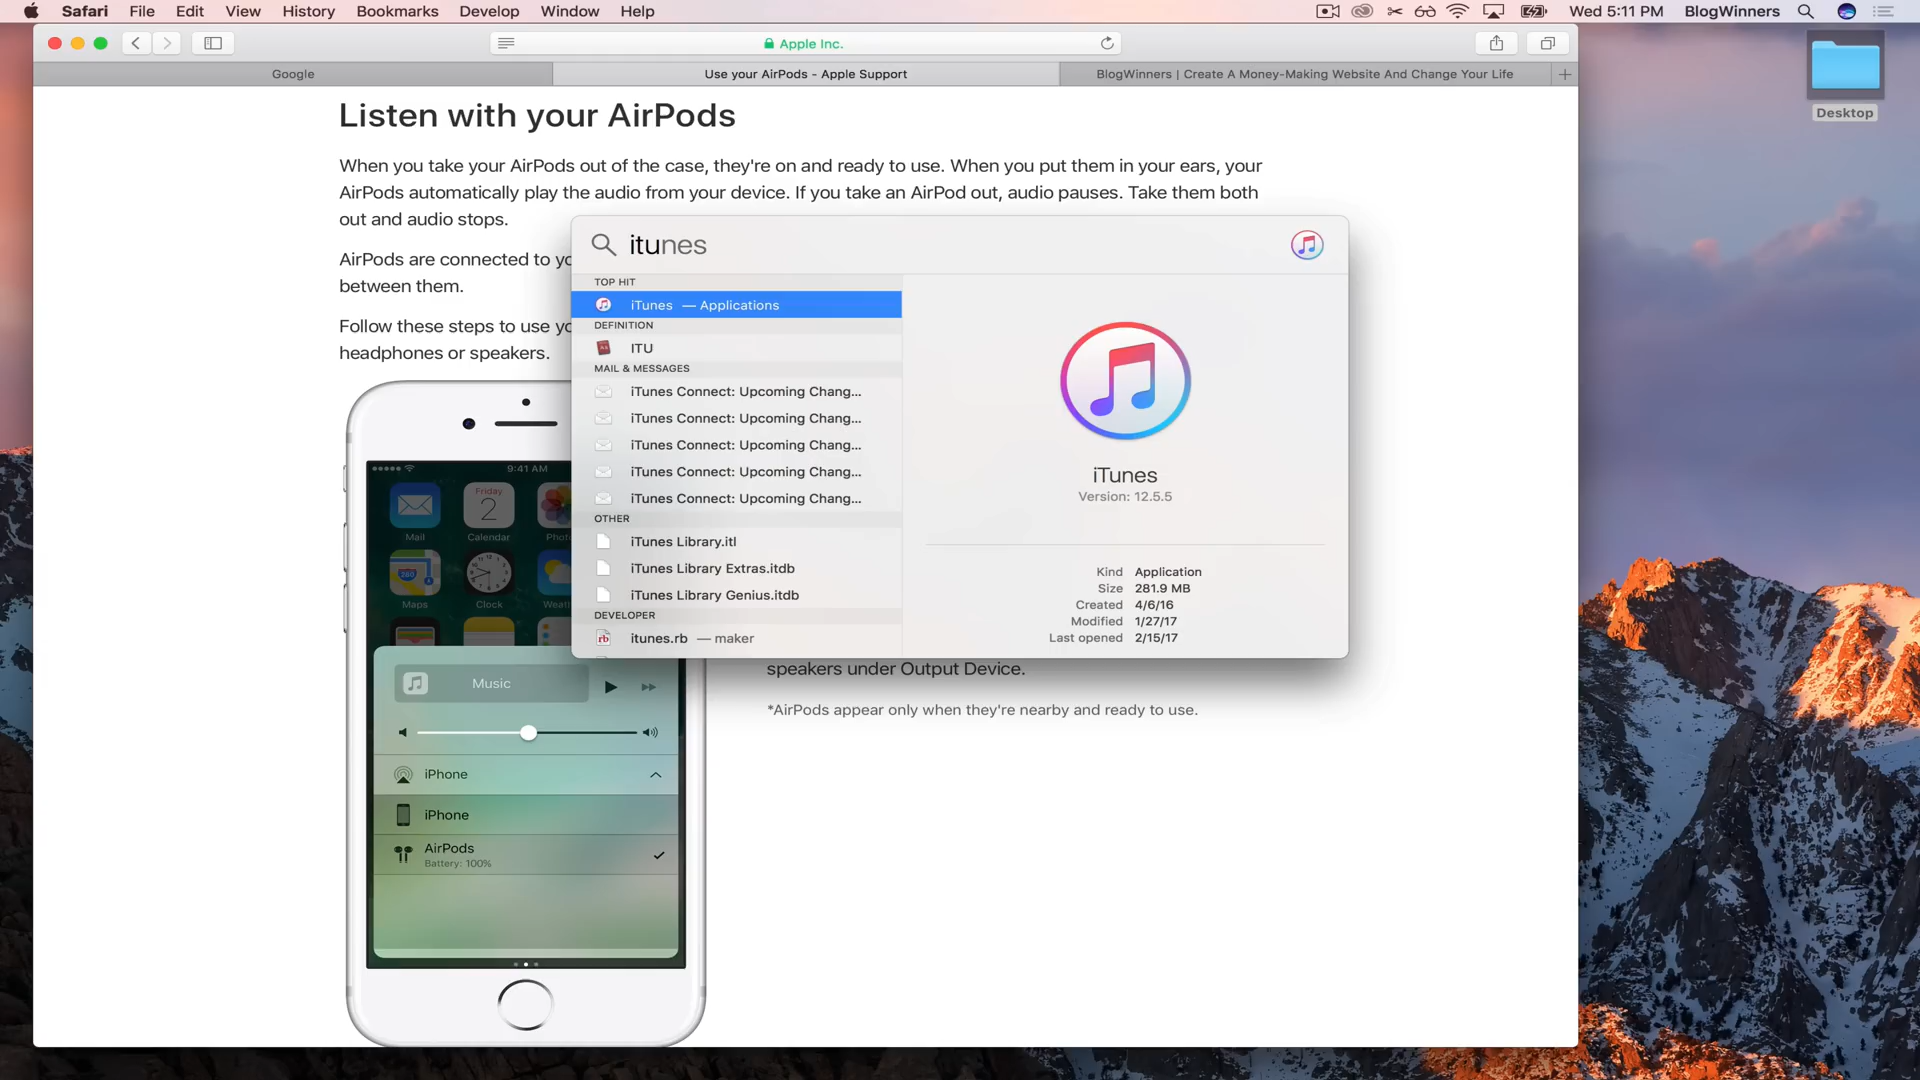 Safari File Edit View History Bookmarks Develop Window Help
Wed 5:11 PM BlogWinners
Apple Inc.
Google
Use your AirPods - Apple Support
BlogWinners | Create A Money-Making Website And Change Your Life
Desktop
Listen with your AirPods
When you take your AirPods out of the case, they're on and ready to use. When you put them in your ears, your
AirPods automatically play the audio from your device. If you take an AirPod out, audio pauses. Take them both
out and audio stops.
AirPods are connected to
between them.
Follow these steps to use
headphones or speakers.
itunes
TOP HIT
iTunes — Applications
DEFINITION
ITU
MAIL & MESSAGES
iTunes Connect: Upcoming Chang...
iTunes Connect: Upcoming Chang...
iTunes Connect: Upcoming Chang...
iTunes Connect: Upcoming Chang...
iTunes Connect: Upcoming Chang...
OTHER
iTunes Library.itl
iTunes Library Extras.itdb
iTunes Library Genius.itdb
DEVELOPER
itunes.rb — maker
iTunes
Version: 12.5.5
Kind Application
Size 281.9 MB
Created 4/6/16
Modified 1/27/17
Last opened 2/15/17
speakers under Output Device.
*AirPods appear only when they're nearby and ready to use.
9:41 AM
Friday
2
Mail
Calendar
280
Maps
Clock
Music
iPhone
iPhone
AirPods
Battery: 100%